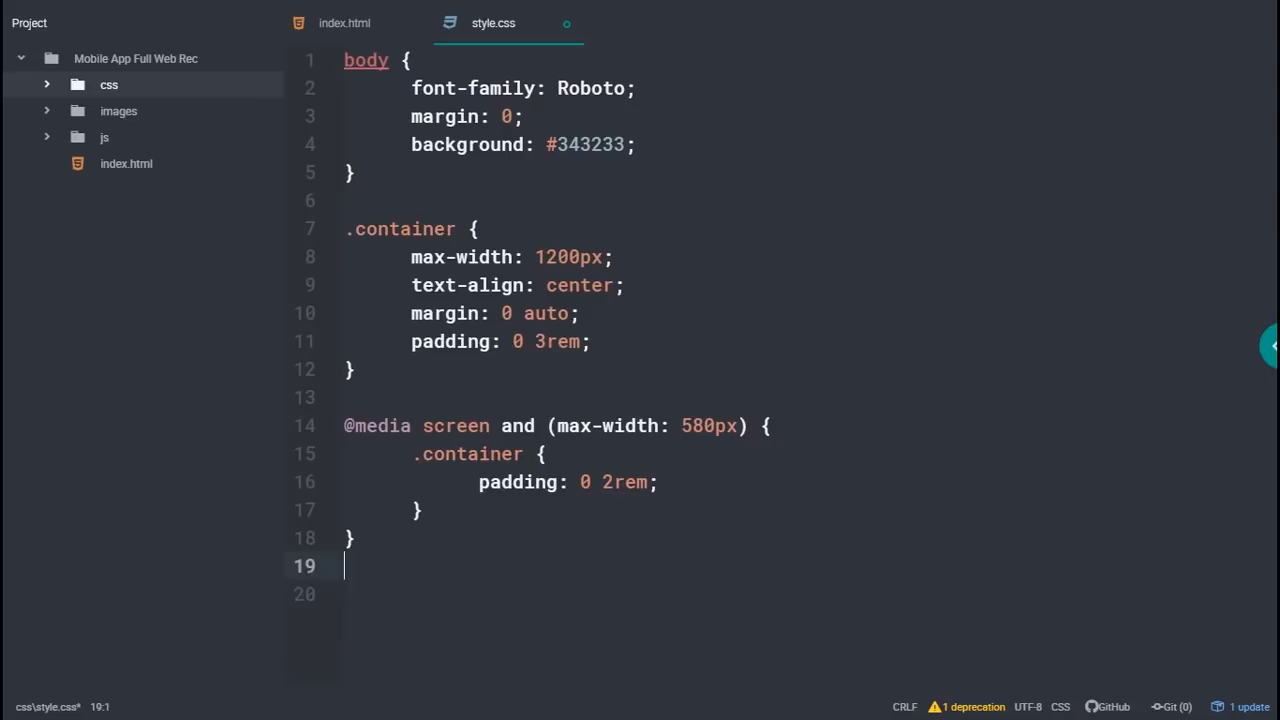 Project
index.html
style.css
Mobile App Full Web Rec
css
images
js
index.html
1 body {
2 font-family: Roboto;
3 margin: 0;
4 background: #343233;
5 }
6
7 .container {
8 max-width: 1200px;
9 text-align: center;
10 margin: 0 auto;
11 padding: 0 3rem;
12 }
13
14 @media screen and (max-width: 580px) {
15 .container {
16 padding: 0 2rem;
17 }
18 }
19
20
css\style.css* 19:1
CRLF 1 deprecation UTF-8 CSS GitHub Git (0) 1 update